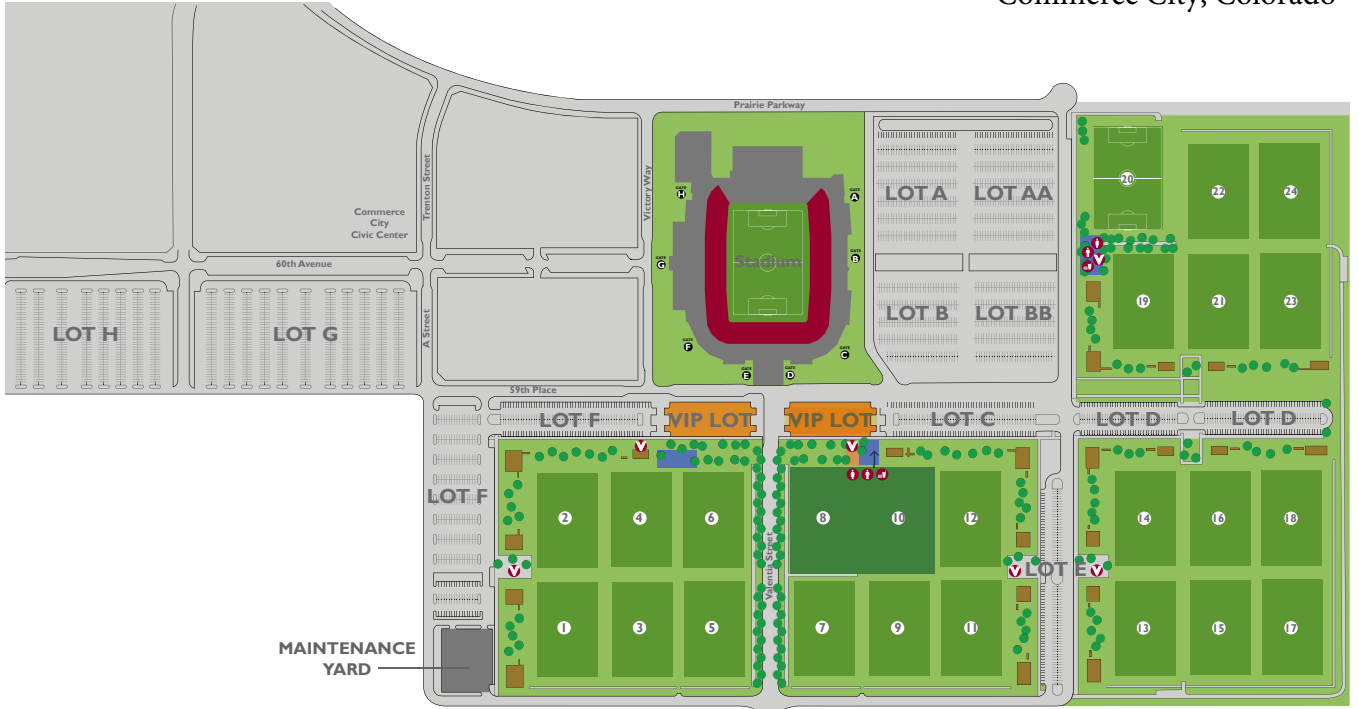 Commerce City, Colorado
Prairie Parkway
Trenton Street
Victory Way
Commerce
City
Civic Center
60th Avenue
A Street
59th Place
Valentia Street
Stadium
GATE
H
GATE
A
GATE
G
GATE
B
GATE
F
GATE
C
GATE
E
GATE
D
LOT A
LOT AA
LOT B
LOT BB
LOT H
LOT G
LOT F
VIP LOT
VIP LOT
LOT C
LOT D
LOT D
LOT F
LOT E
20
22
24
19
21
23
2
4
6
8
10
12
14
16
18
1
3
5
7
9
11
13
15
17
MAINTENANCE
YARD